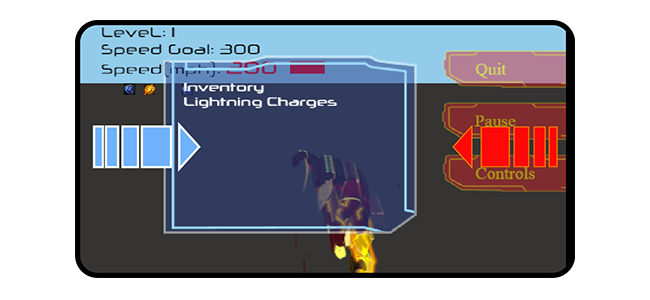 Level: 1
Speed Goal: 300
Speed (mph): 200
Quit
Inventory
Lightning Charges
Pause
Controls